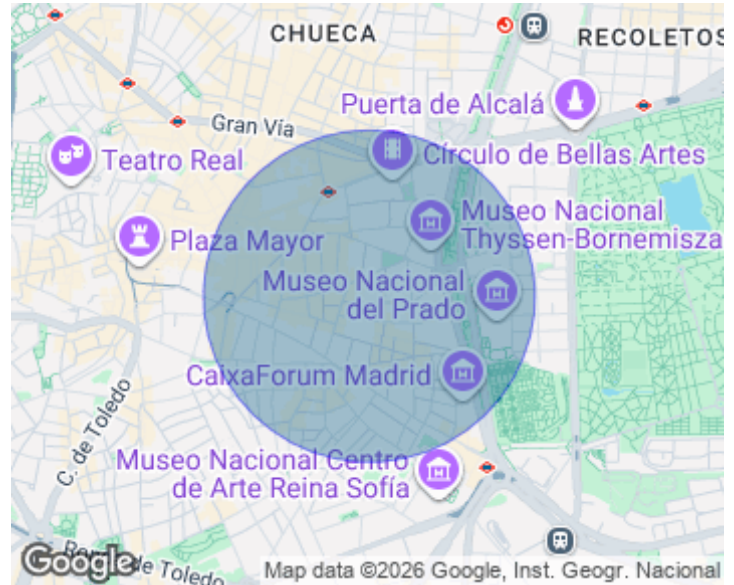 CHUECA
RECOLETOS
Puerta de Alcalá
Gran Vía
Teatro Real
Círculo de Bellas Artes
Museo Nacional
Thyssen-Bornemisza
Plaza Mayor
Museo Nacional
del Prado
CaixaForum Madrid
C. de Toledo
Museo Nacional Centro
de Arte Reina Sofía
de Toledo
Google
Map data ©2026 Google, Inst. Geogr. Nacional